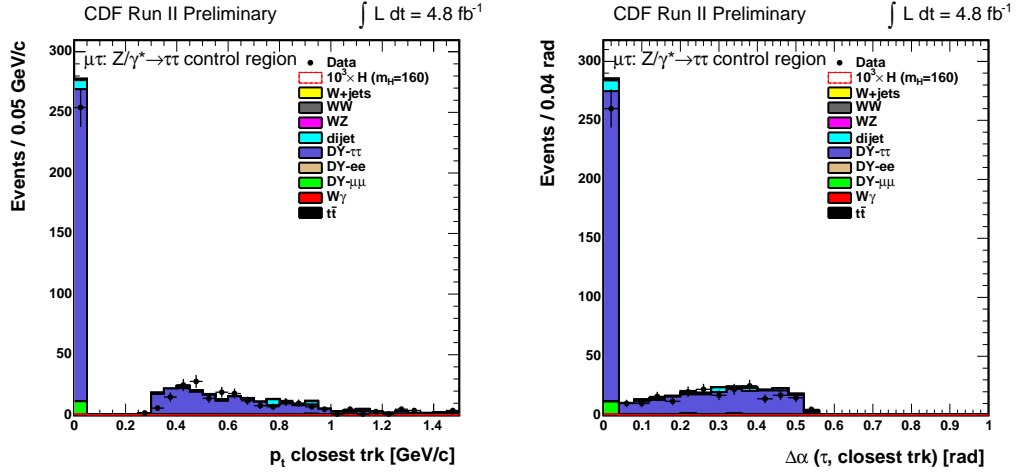 CDF Run II Preliminary
∫ L dt = 4.8 fb⁻¹
Events / 0.05 GeV/c
300
250
200
150
100
50
0
μτ: Z/γ*→ττ control region
Data
10³×H (m_H=160)
W+jets
WW
WZ
dijet
DY-ττ
DY-ee
DY-μμ
Wγ
tt̄
0 0.2 0.4 0.6 0.8 1 1.2 1.4
p_t closest trk [GeV/c]
CDF Run II Preliminary
∫ L dt = 4.8 fb⁻¹
Events / 0.04 rad
300
250
200
150
100
50
0
μτ: Z/γ*→ττ control region
Data
10³×H (m_H=160)
W+jets
WW
WZ
dijet
DY-ττ
DY-ee
DY-μμ
Wγ
tt̄
0 0.1 0.2 0.3 0.4 0.5 0.6 0.7 0.8 0.9 1
Δα (τ, closest trk) [rad]